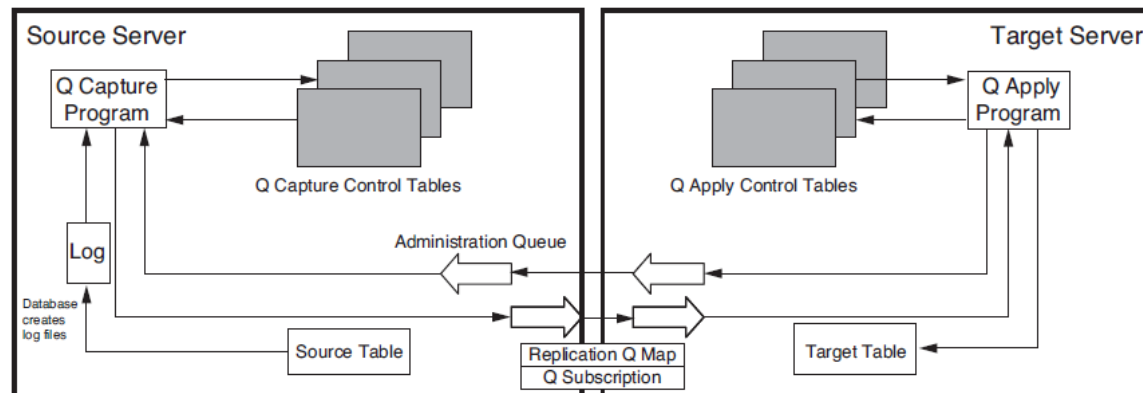 Source Server
Target Server
Q Capture
Program
Q Apply
Program
Q Capture Control Tables
Q Apply Control Tables
Administration Queue
Log
Database
creates
log files
Source Table
Replication Q Map
Q Subscription
Target Table